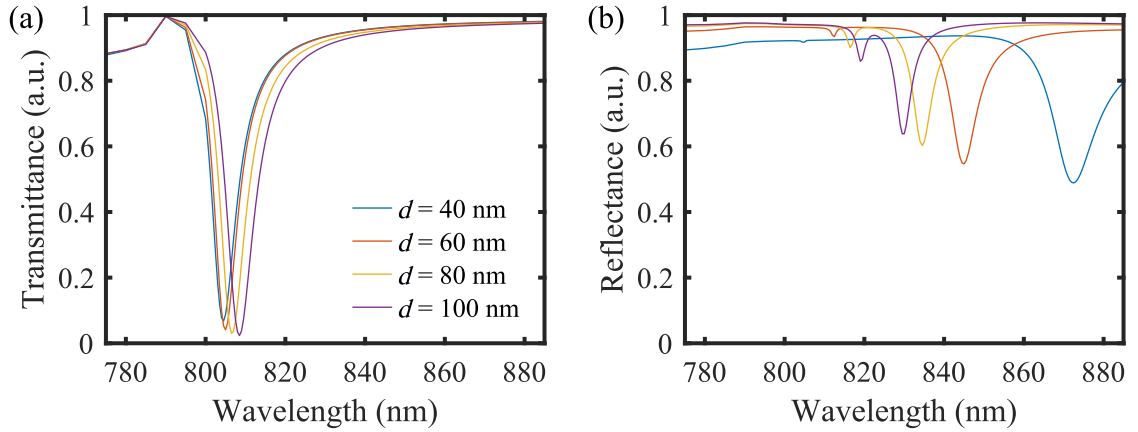 (a)
Transmittance (a.u.)
1
0.8
0.6
0.4
0.2
0
d = 40 nm
d = 60 nm
d = 80 nm
d = 100 nm
780 800 820 840 860 880
Wavelength (nm)
(b)
Reflectance (a.u.)
1
0.8
0.6
0.4
0.2
0
780 800 820 840 860 880
Wavelength (nm)